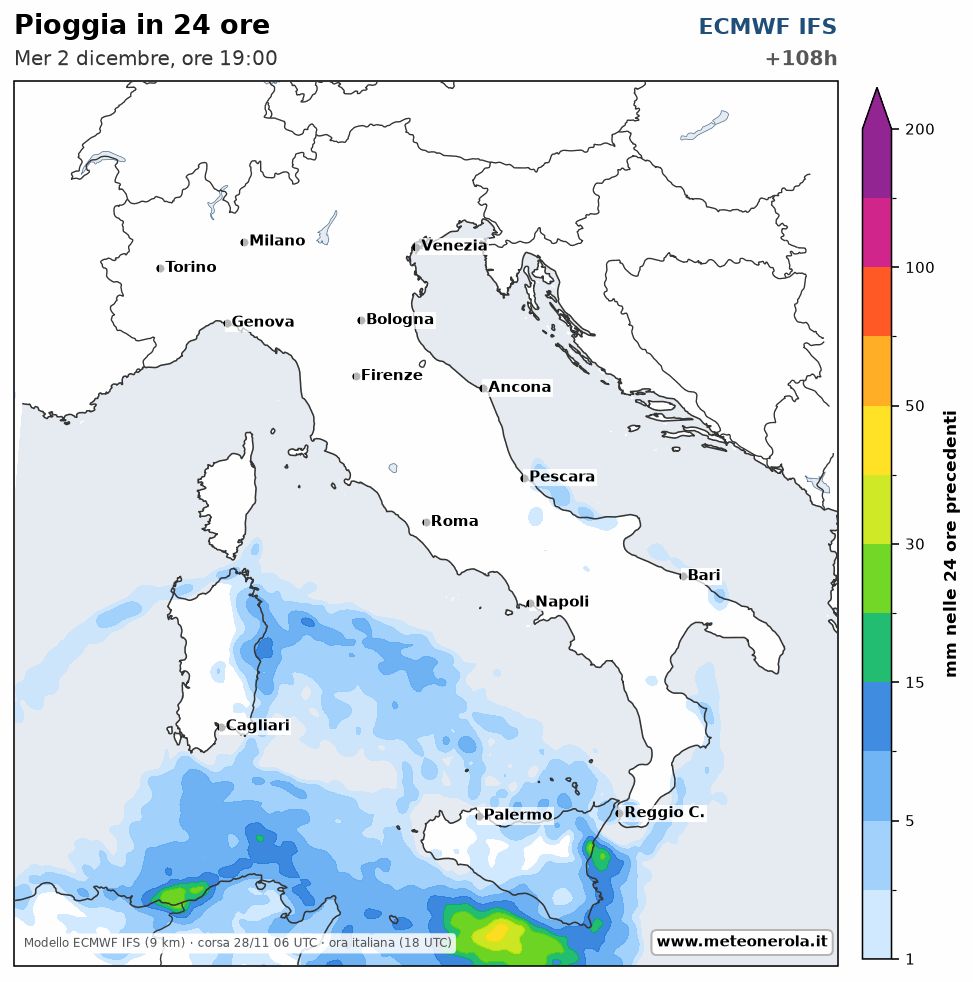 Pioggia in 24 ore
ECMWF IFS
Mer 2 dicembre, ore 19:00
+108h
200
100
50
30
15
5
1
mm nelle 24 ore precedenti
Milano
Venezia
Torino
Genova
Bologna
Firenze
Ancona
Pescara
Roma
Bari
Napoli
Cagliari
Palermo
Reggio C.
Modello ECMWF IFS (9 km) · corsa 28/11 06 UTC · ora italiana (18 UTC)
www.meteonerola.it